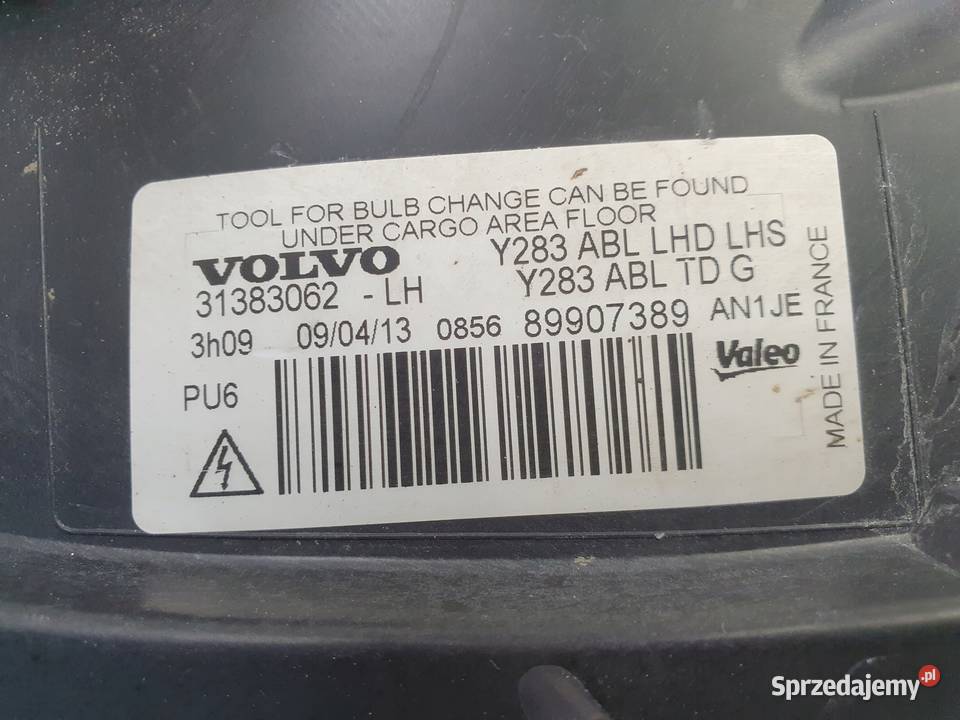 TOOL FOR BULB CHANGE CAN BE FOUND
UNDER CARGO AREA FLOOR
VOLVO Y283 ABL LHD LHS
31383062 - LH Y283 ABL TD G
3h09 09/04/13 0856 89907389 AN1JE
PU6
Valeo
MADE IN FRANCE
Sprzedajemy.pl